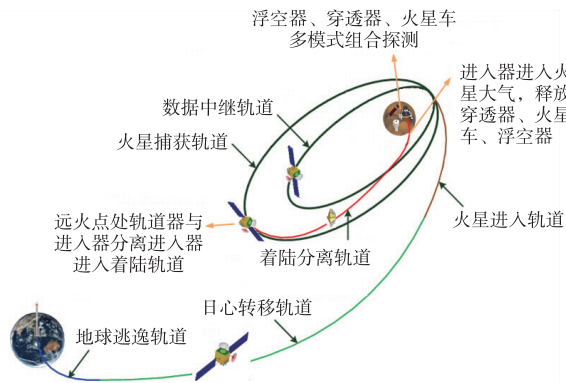 浮空器、穿透器、火星车
多模式组合探测
进入器进入火
星大气，释放
穿透器、火星
车、浮空器
数据中继轨道
火星捕获轨道
火星进入轨道
远火点处轨道器与
进入器分离进入器
进入着陆轨道
着陆分离轨道
日心转移轨道
地球逃逸轨道